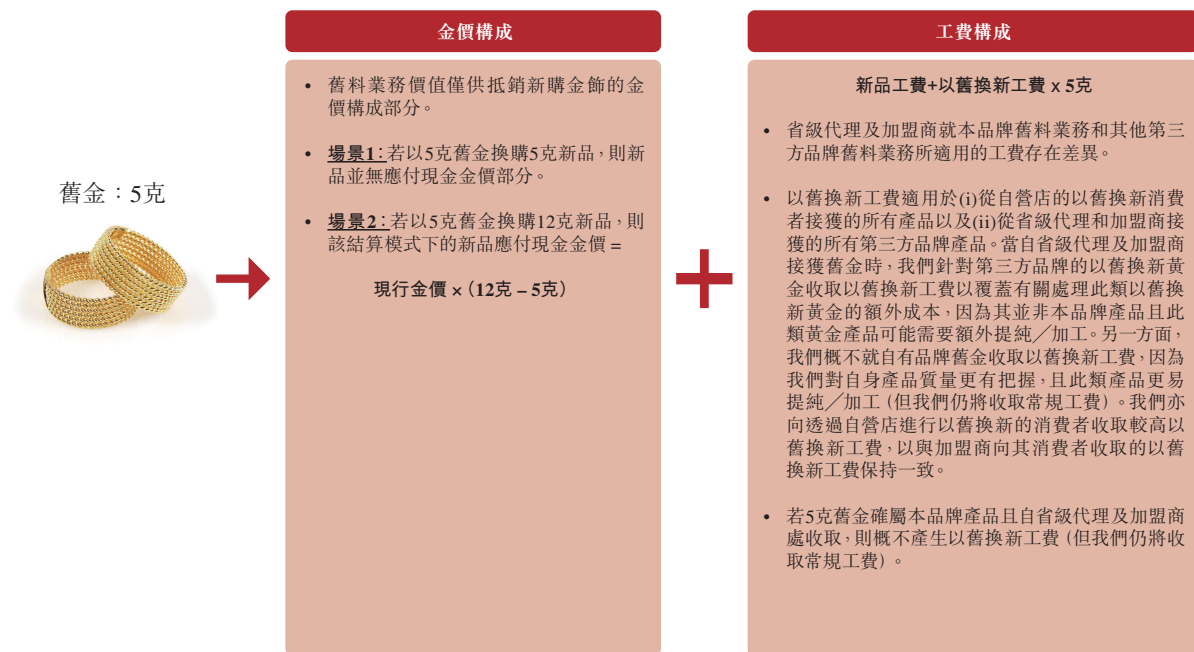 舊金：5克
金價構成
• 舊料業務價值僅供抵銷新購金飾的金
價構成部分。
• 場景1：若以5克舊金換購5克新品，則新
品並無應付現金金價部分。
• 場景2：若以5克舊金換購12克新品，則
該結算模式下的新品應付現金金價 =
現行金價 × (12克 – 5克)
工費構成
新品工費+以舊換新工費 x 5克
• 省級代理及加盟商就本品牌舊料業務和其他第三
方品牌舊料業務所適用的工費存在差異。
• 以舊換新工費適用於(i)從自營店的以舊換新消費
者接獲的所有產品以及(ii)從省級代理和加盟商接
獲的所有第三方品牌產品。當自省級代理及加盟商
接獲舊金時，我們針對第三方品牌的以舊換新黃
金收取以舊換新工費以覆蓋有關處理此類以舊換
新黃金的額外成本，因為其並非本品牌產品且此
類黃金產品可能需要額外提純／加工。另一方面，
我們概不就自有品牌舊金收取以舊換新工費，因為
我們對自身產品質量更有把握，且此類產品更易
提純／加工（但我們仍將收取常規工費）。我們亦
向透過自營店進行以舊換新的消費者收取較高以
舊換新工費，以與加盟商向其消費者收取的以舊
換新工費保持一致。
• 若5克舊金確屬本品牌產品且自省級代理及加盟商
處收取，則概不產生以舊換新工費（但我們仍將收
取常規工費）。